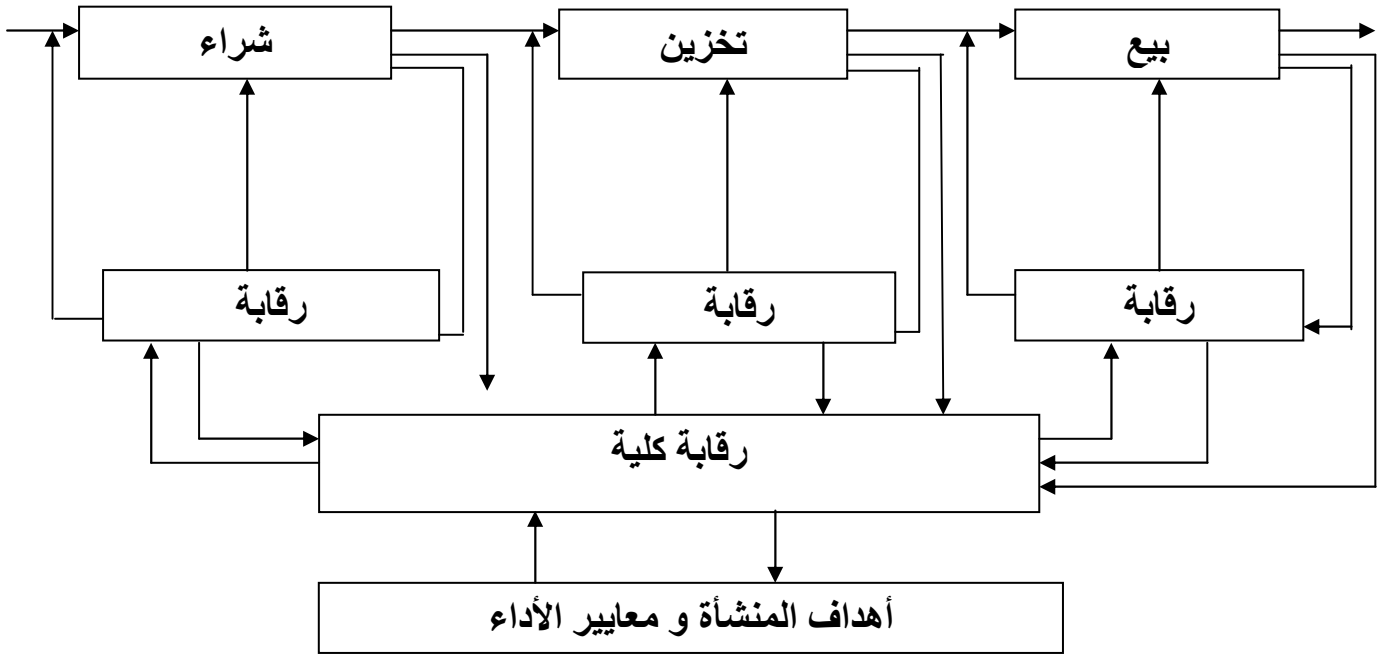 شراء
تخزين
بيع
رقابة
رقابة
رقابة
رقابة كلية
أهداف المنشأة و معايير الأداء